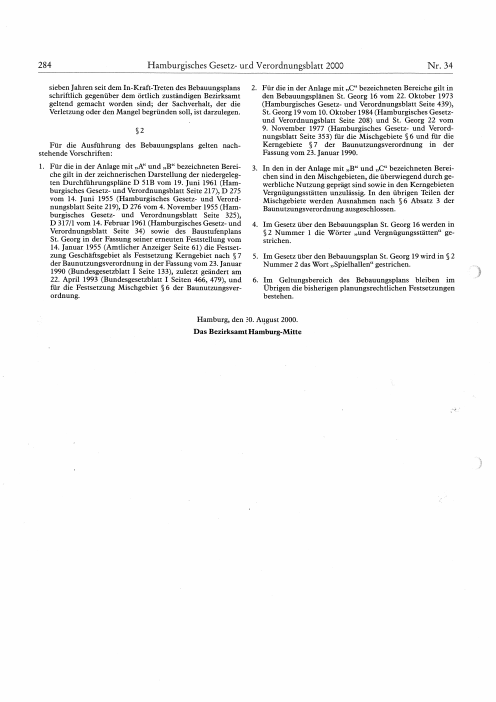 284 Hamburgisches Gesetz- und Verordnungsblatt 2000 Nr. 34
sieben Jahren seit dem In-Kraft-Treten des Bebauungsplans
schriftlich gegenüber dem örtlich zuständigen Bezirksamt
geltend gemacht worden sind; der Sachverhalt, der die
Verletzung oder den Mangel begründen soll, ist darzulegen.
§ 2
Für die Ausführung des Bebauungsplans gelten nach-
stehende Vorschriften:
1. Für die in der Anlage mit „A“ und „B“ bezeichneten Berei-
che gilt in der zeichnerischen Darstellung der niedergeleg-
ten Durchführungspläne D 51B vom 19. Juni 1961 (Ham-
burgisches Gesetz- und Verordnungsblatt Seite 217), D 275
vom 14. Juni 1955 (Hamburgisches Gesetz- und Verord-
nungsblatt Seite 219), D 276 vom 4. November 1955 (Ham-
burgisches Gesetz- und Verordnungsblatt Seite 325),
D 317/1 vom 14. Februar 1961 (Hamburgisches Gesetz- und
Verordnungsblatt Seite 34) sowie des Baustufenplans
St. Georg in der Fassung seiner erneuten Feststellung vom
14. Januar 1955 (Amtlicher Anzeiger Seite 61) die Festset-
zung Geschäftsgebiet als Festsetzung Kerngebiet nach § 7
der Baunutzungsverordnung in der Fassung vom 23. Januar
1990 (Bundesgesetzblatt I Seite 133), zuletzt geändert am
22. April 1993 (Bundesgesetzblatt I Seiten 466, 479), und
für die Festsetzung Mischgebiet § 6 der Baunutzungsver-
ordnung.
2. Für die in der Anlage mit „C“ bezeichneten Bereiche gilt in
den Bebauungsplänen St. Georg 16 vom 22. Oktober 1973
(Hamburgisches Gesetz- und Verordnungsblatt Seite 439),
St. Georg 19 vom 10. Oktober 1984 (Hamburgisches Gesetz-
und Verordnungsblatt Seite 208) und St. Georg 22 vom
9. November 1977 (Hamburgisches Gesetz- und Verord-
nungsblatt Seite 353) für die Mischgebiete § 6 und für die
Kerngebiete § 7 der Baunutzungsverordnung in der
Fassung vom 23. Januar 1990.
3. In den in der Anlage mit „B“ und „C“ bezeichneten Berei-
chen sind in den Mischgebieten, die überwiegend durch ge-
werbliche Nutzung geprägt sind sowie in den Kerngebieten
Vergnügungsstätten unzulässig. In den übrigen Teilen der
Mischgebiete werden Ausnahmen nach § 6 Absatz 3 der
Baunutzungsverordnung ausgeschlossen.
4. Im Gesetz über den Bebauungsplan St. Georg 16 werden in
§ 2 Nummer 1 die Wörter „und Vergnügungsstätten“ ge-
strichen.
5. Im Gesetz über den Bebauungsplan St. Georg 19 wird in § 2
Nummer 2 das Wort „Spielhallen“ gestrichen.
6. Im Geltungsbereich des Bebauungsplans bleiben im
Übrigen die bisherigen planungsrechtlichen Festsetzungen
bestehen.
Hamburg, den 30. August 2000.
Das Bezirksamt Hamburg-Mitte